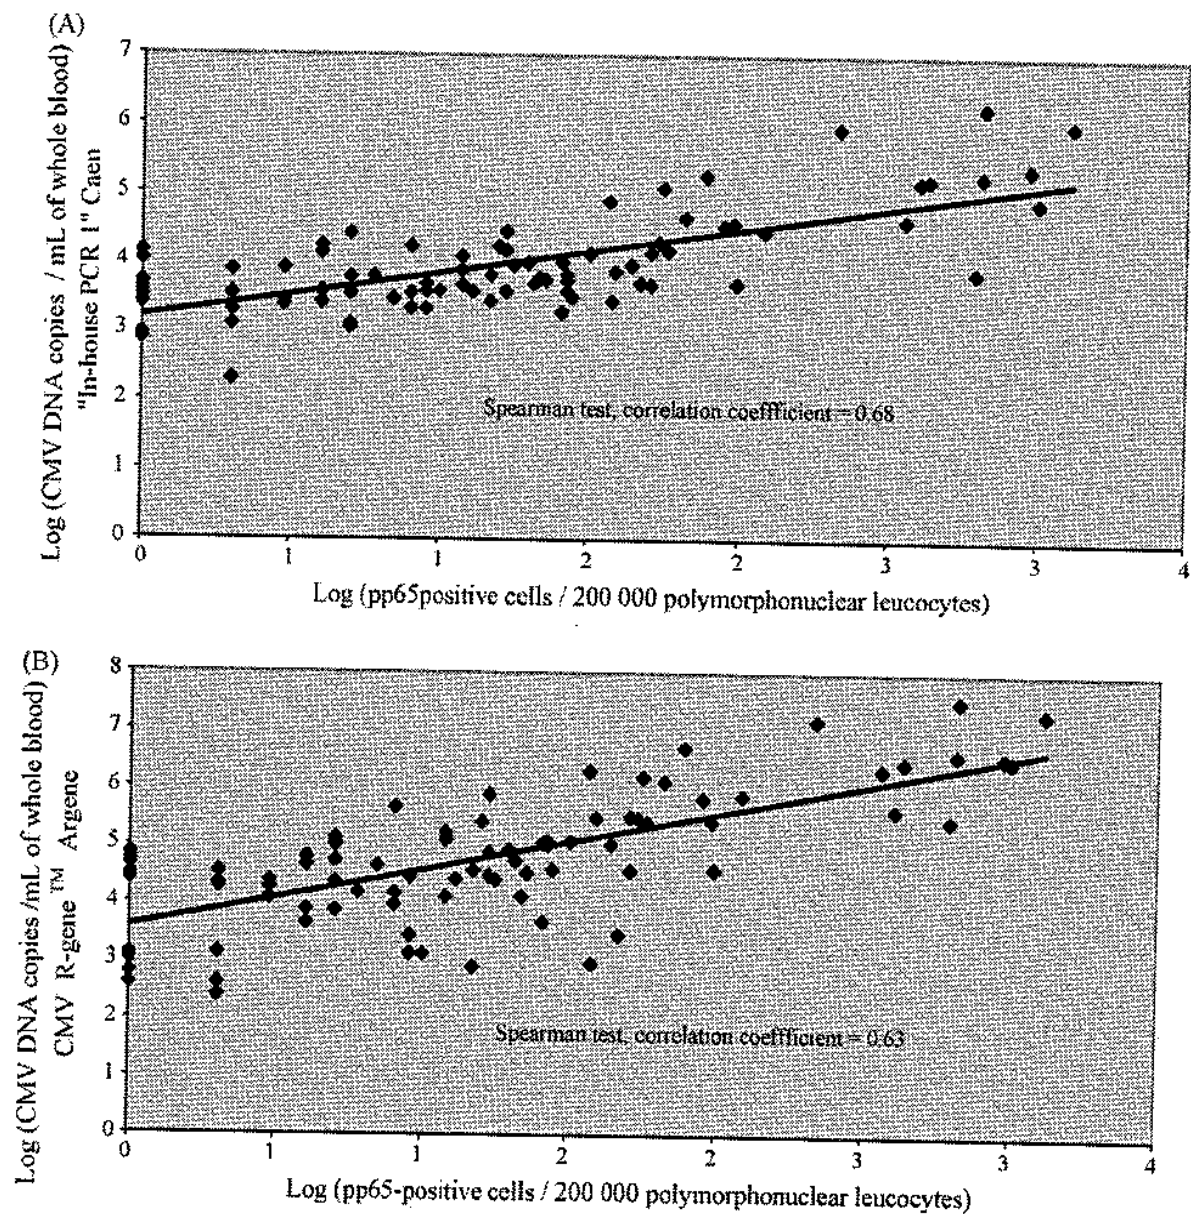 (A)
Log (CMV DNA copies / mL of whole blood)
"In-house PCR 1" Caen
7
6
5
4
3
2
1
0
Spearman test, correlation coeffficient = 0.68
0 1 1 2 2 3 3 4
Log (pp65positive cells / 200 000 polymorphonuclear leucocytes)
(B)
Log (CMV DNA copies /mL of whole blood)
CMV R-gene ™ Argene
8
7
6
5
4
3
2
1
0
Spearman test, correlation coeffficient = 0.63
0 1 1 2 2 3 3 4
Log (pp65-positive cells / 200 000 polymorphonuclear leucocytes)